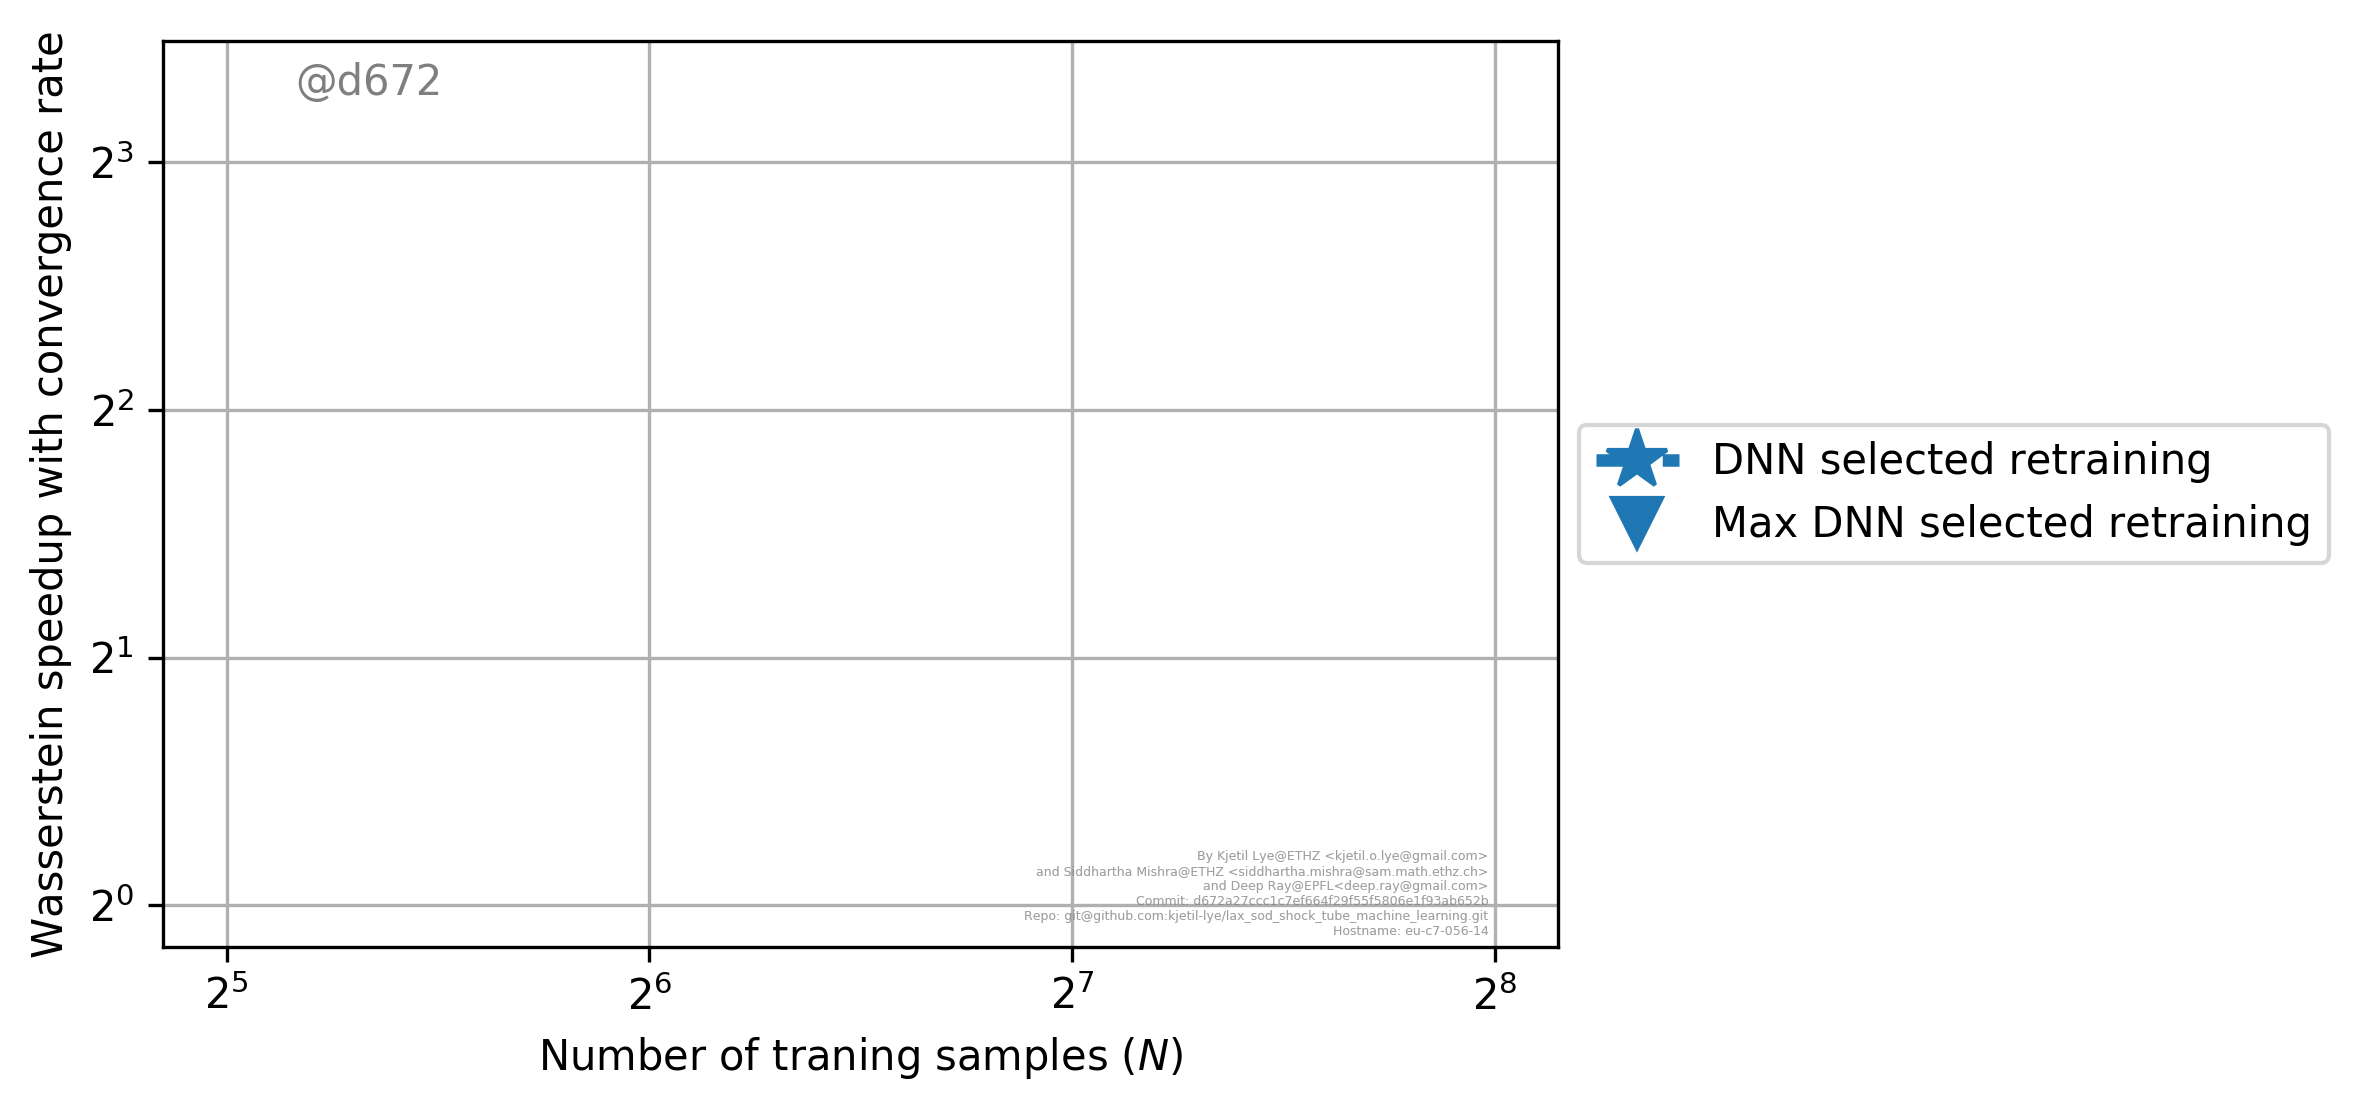 Wasserstein speedup with convergence rate
@d672
2³
2²
2¹
2⁰
2⁵
2⁶
2⁷
2⁸
Number of traning samples (N)
DNN selected retraining
Max DNN selected retraining
By Kjetil Lye@ETHZ <kjetil.o.lye@gmail.com>
and Siddhartha Mishra@ETHZ <siddhartha.mishra@sam.math.ethz.ch>
and Deep Ray@EPFL<deep.ray@gmail.com>
Commit: d672a27ccc1c7ef664f29f55f5806e1f93ab652b
Repo: git@github.com:kjetil-lye/lax_sod_shock_tube_machine_learning.git
Hostname: eu-c7-056-14